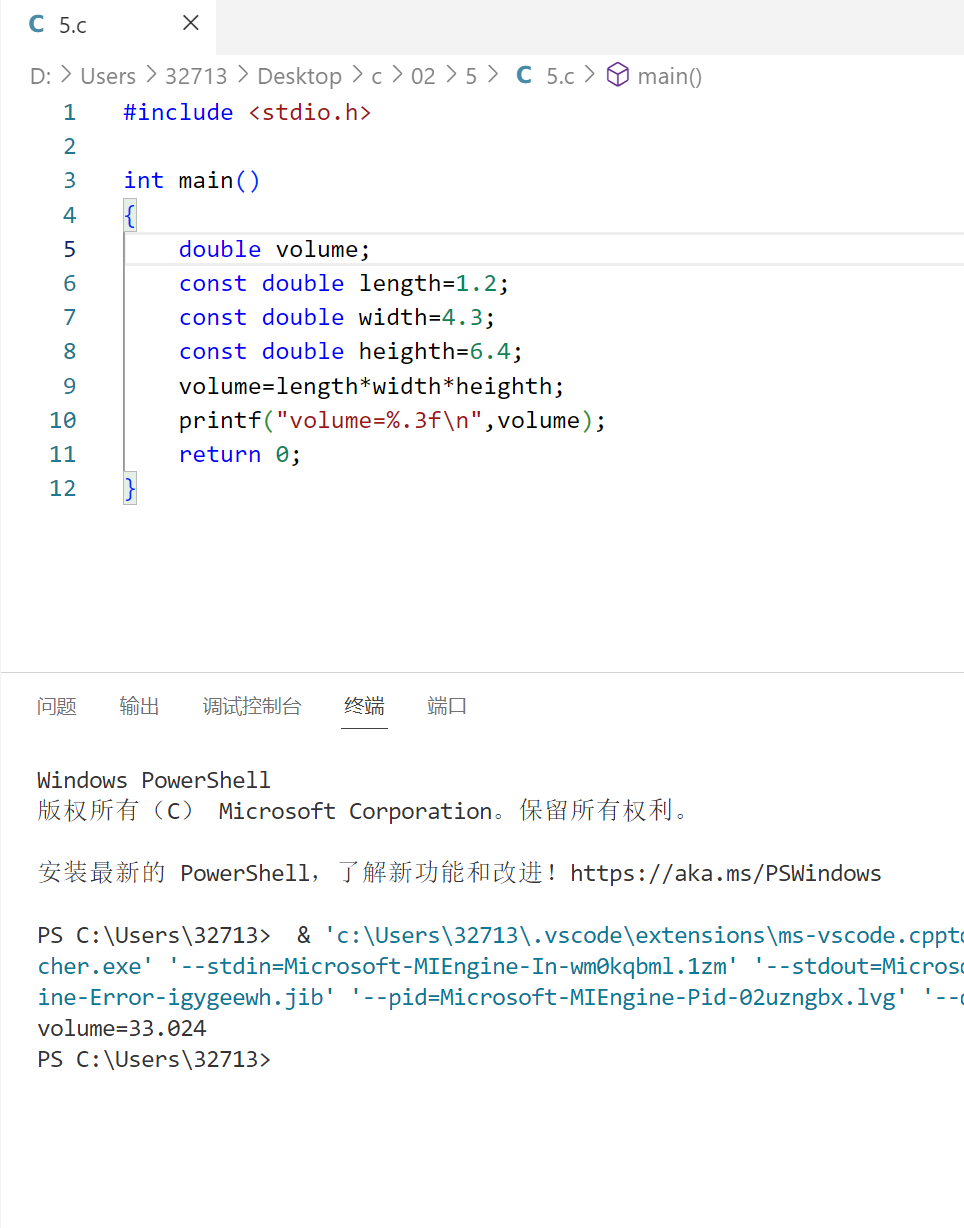 C 5.c ×
D: > Users > 32713 > Desktop > c > 02 > 5 > C 5.c > main()
1 #include <stdio.h>
2
3 int main()
4 {
5 double volume;
6 const double length=1.2;
7 const double width=4.3;
8 const double heighth=6.4;
9 volume=length*width*heighth;
10 printf("volume=%.3f\n",volume);
11 return 0;
12 }
问题 输出 调试控制台 终端 端口
Windows PowerShell
版权所有（C） Microsoft Corporation。保留所有权利。
安装最新的 PowerShell，了解新功能和改进！https://aka.ms/PSWindows
PS C:\Users\32713>  & 'c:\Users\32713\.vscode\extensions\ms-vscode.cppto
cher.exe' '--stdin=Microsoft-MIEngine-In-wm0kqbml.1zm' '--stdout=Microso
ine-Error-igygeewh.jib' '--pid=Microsoft-MIEngine-Pid-02uzngbx.lvg' '--d
volume=33.024
PS C:\Users\32713>